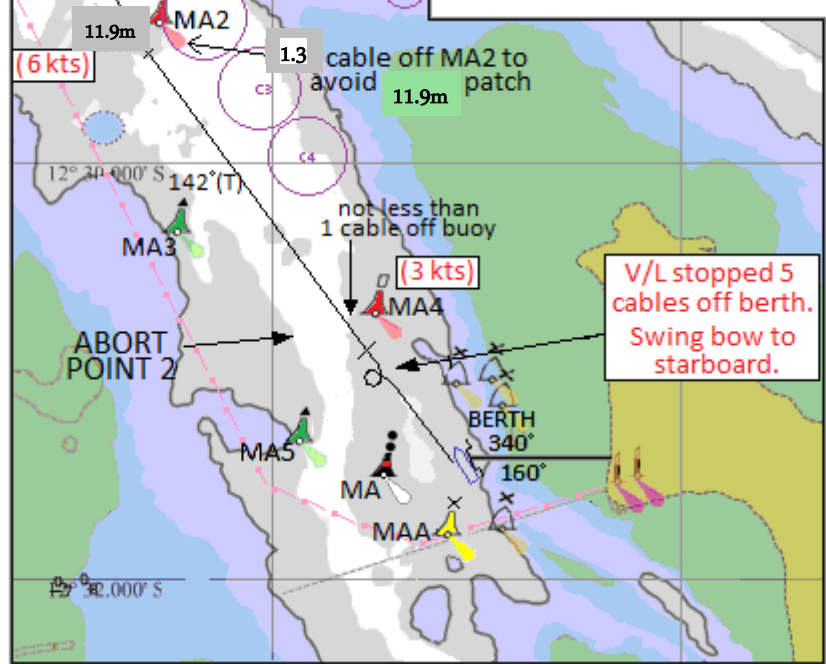 MA2
11.9m
1.3 cable off MA2 to
avoid 11.9m patch
(6 kts)
C3
C4
12° 30.000' S
142°(T)
MA3
not less than
1 cable off buoy
(3 kts)
MA4
V/L stopped 5
cables off berth.
Swing bow to
starboard.
ABORT
POINT 2
BERTH
340°
160°
MA5
MA
MAA
12° 32.000' S